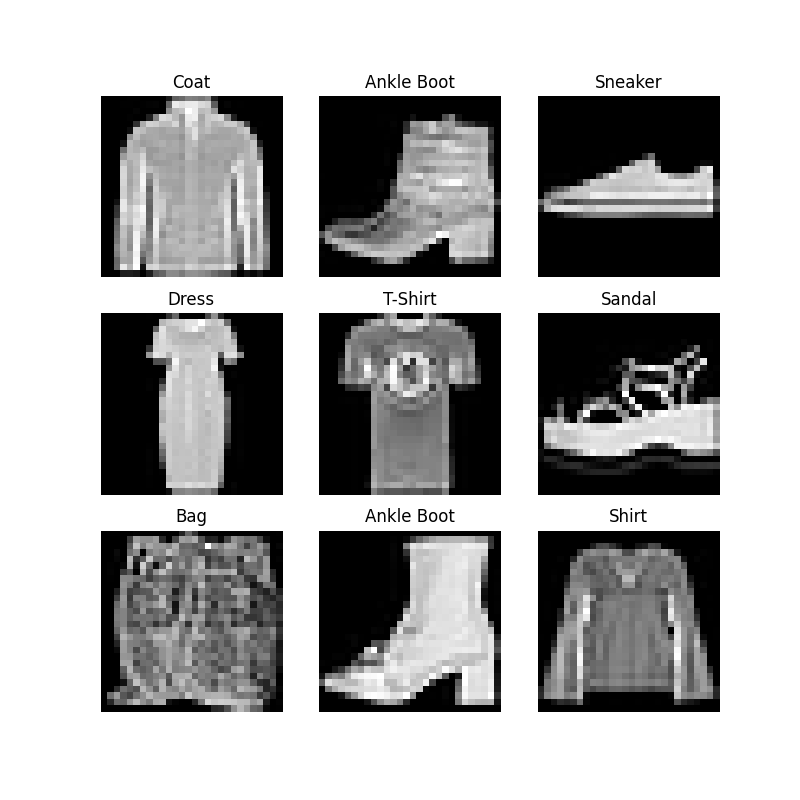 Coat Ankle Boot Sneaker
Dress T-Shirt Sandal
Bag Ankle Boot Shirt